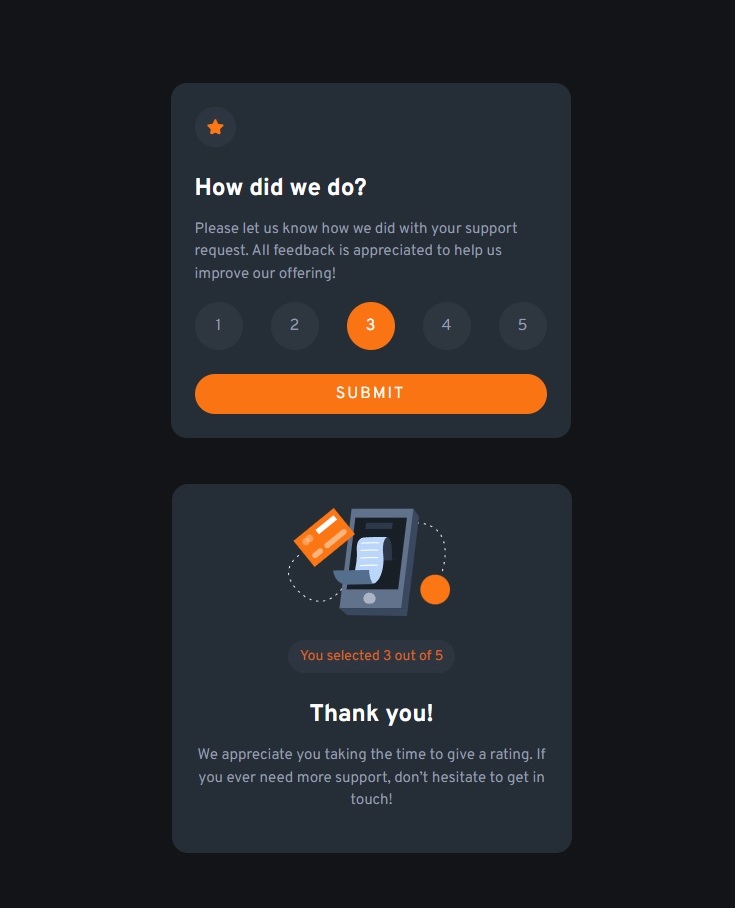 How did we do?
Please let us know how we did with your support
request. All feedback is appreciated to help us
improve our offering!
1 2 3 4 5
SUBMIT
You selected 3 out of 5
Thank you!
We appreciate you taking the time to give a rating. If
you ever need more support, don’t hesitate to get in
touch!